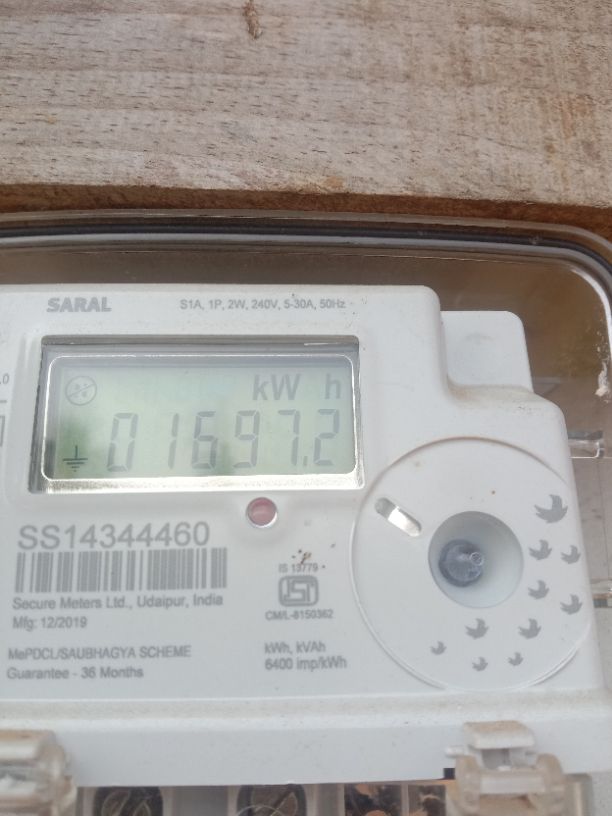 SARAL S1A, 1P, 2W, 240V, 5-30A, 50Hz
kW h
01697.2
SS14344460
Secure Meters Ltd., Udaipur, India
Mfg: 12/2019
MePDCL/SAUBHAGYA SCHEME
Guarantee - 36 Months
IS 13779
ISI
CM/L-8150362
kWh, kVAh
6400 imp/kWh